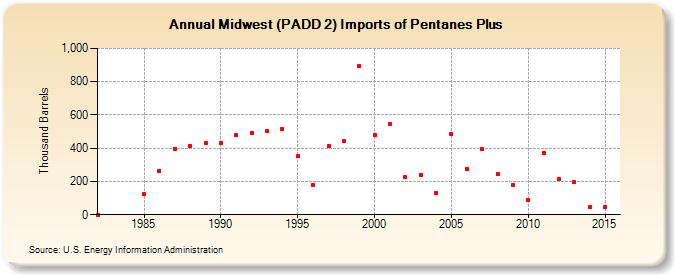 Annual Midwest (PADD 2) Imports of Pentanes Plus
Thousand Barrels
1,000
800
600
400
200
0
1985 1990 1995 2000 2005 2010 2015
Source: U.S. Energy Information Administration